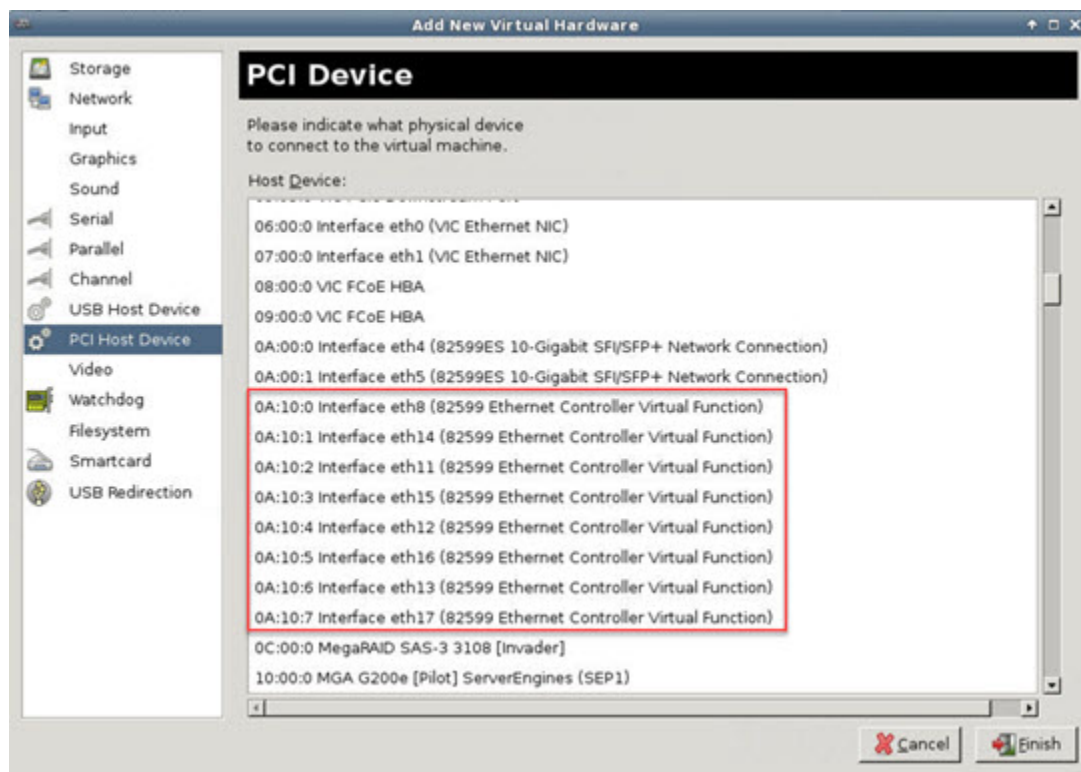 Add New Virtual Hardware
Storage
Network
Input
Graphics
Sound
Serial
Parallel
Channel
USB Host Device
PCI Host Device
Video
Watchdog
Filesystem
Smartcard
USB Redirection
PCI Device
Please indicate what physical device
to connect to the virtual machine.
Host Device:
06:00:0 Interface eth0 (VIC Ethernet NIC)
07:00:0 Interface eth1 (VIC Ethernet NIC)
08:00:0 VIC FCoE HBA
09:00:0 VIC FCoE HBA
0A:00:0 Interface eth4 (82599ES 10-Gigabit SFI/SFP+ Network Connection)
0A:00:1 Interface eth5 (82599ES 10-Gigabit SFI/SFP+ Network Connection)
0A:10:0 Interface eth8 (82599 Ethernet Controller Virtual Function)
0A:10:1 Interface eth14 (82599 Ethernet Controller Virtual Function)
0A:10:2 Interface eth11 (82599 Ethernet Controller Virtual Function)
0A:10:3 Interface eth15 (82599 Ethernet Controller Virtual Function)
0A:10:4 Interface eth12 (82599 Ethernet Controller Virtual Function)
0A:10:5 Interface eth16 (82599 Ethernet Controller Virtual Function)
0A:10:6 Interface eth13 (82599 Ethernet Controller Virtual Function)
0A:10:7 Interface eth17 (82599 Ethernet Controller Virtual Function)
0C:00:0 MegaRAID SAS-3 3108 [Invader]
10:00:0 MGA G200e [Pilot] ServerEngines (SEP1)
Cancel
Finish